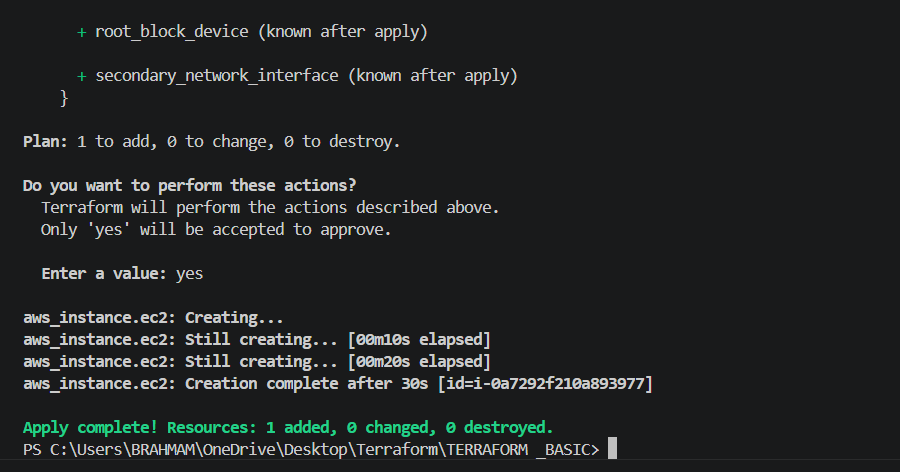 + root_block_device (known after apply)
+ secondary_network_interface (known after apply)
}
Plan: 1 to add, 0 to change, 0 to destroy.
Do you want to perform these actions?
Terraform will perform the actions described above.
Only 'yes' will be accepted to approve.
Enter a value: yes
aws_instance.ec2: Creating...
aws_instance.ec2: Still creating... [00m10s elapsed]
aws_instance.ec2: Still creating... [00m20s elapsed]
aws_instance.ec2: Creation complete after 30s [id=i-0a7292f210a893977]
Apply complete! Resources: 1 added, 0 changed, 0 destroyed.
PS C:\Users\BRAHMAM\OneDrive\Desktop\Terraform\TERRAFORM _BASIC>